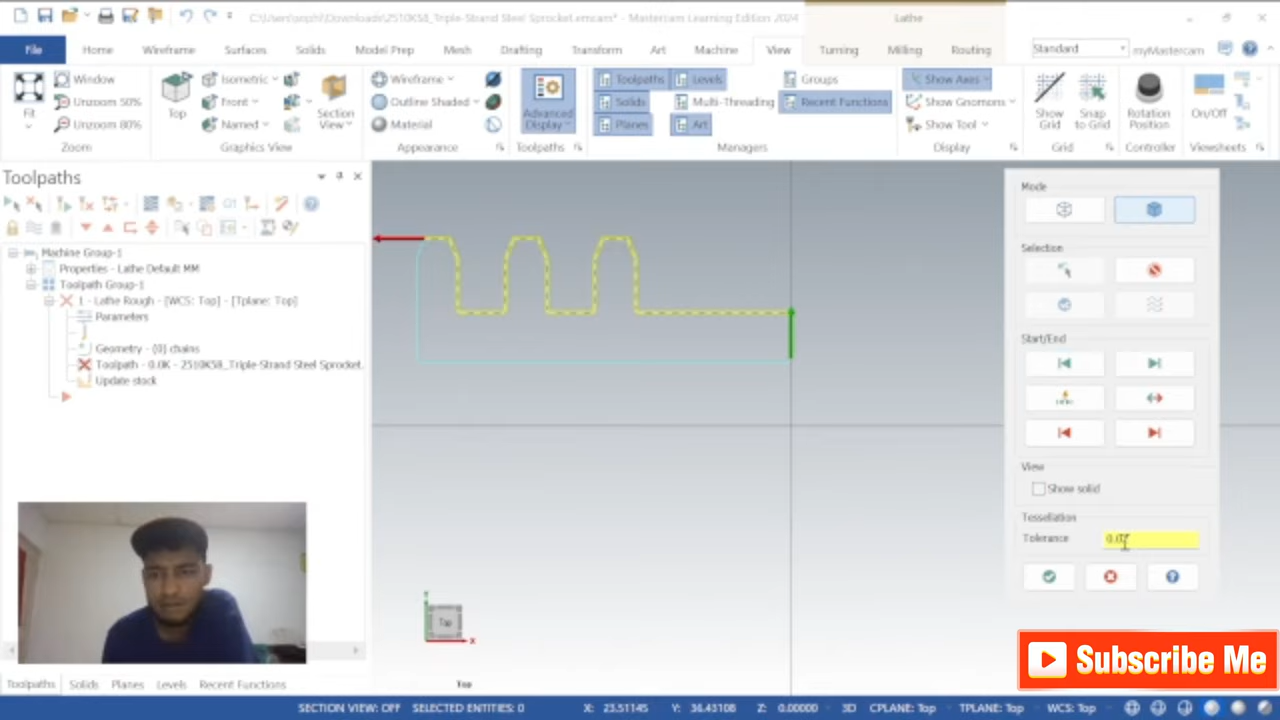 C:\Users\sophi\Downloads\2510K58_Triple-Strand Steel Sprocket.emcam* - Mastercam Learning Edition 2024
Lathe
File Home Wireframe Surfaces Solids Model Prep Mesh Drafting Transform Art Machine View Turning Milling Routing Standard myMastercam
Window Isometric Wireframe Toolpaths Levels Groups Show Axes
Unzoom 50% Front Outline Shaded Solids Multi-Threading Recent Functions Show Gnomons
Unzoom 80% Named Material Planes Art Show Tool
Fit Top Section View Advanced Display Show Grid Snap to Grid Rotation Position On/Off
Zoom Graphics View Appearance Toolpaths Managers Display Grid Controller Viewsheets
Toolpaths
Machine Group-1
Properties - Lathe Default MM
Toolpath Group-1
1 - Lathe Rough - [WCS: Top] - [Tplane: Top]
Parameters
Geometry - (0) chains
Toolpath - 0.0K - 2510K58_Triple-Strand Steel Sprocket.
Update stock
Mode
Selection
Start/End
View
Show solid
Tessellation
Tolerance
Top
X
Top
Subscribe Me
Toolpaths Solids Planes Levels Recent Functions
SECTION VIEW: OFF SELECTED ENTITIES: 0 X: 23.51145 Y: 36.43108 Z: 0.00000 3D CPLANE: Top TPLANE: Top WCS: Top